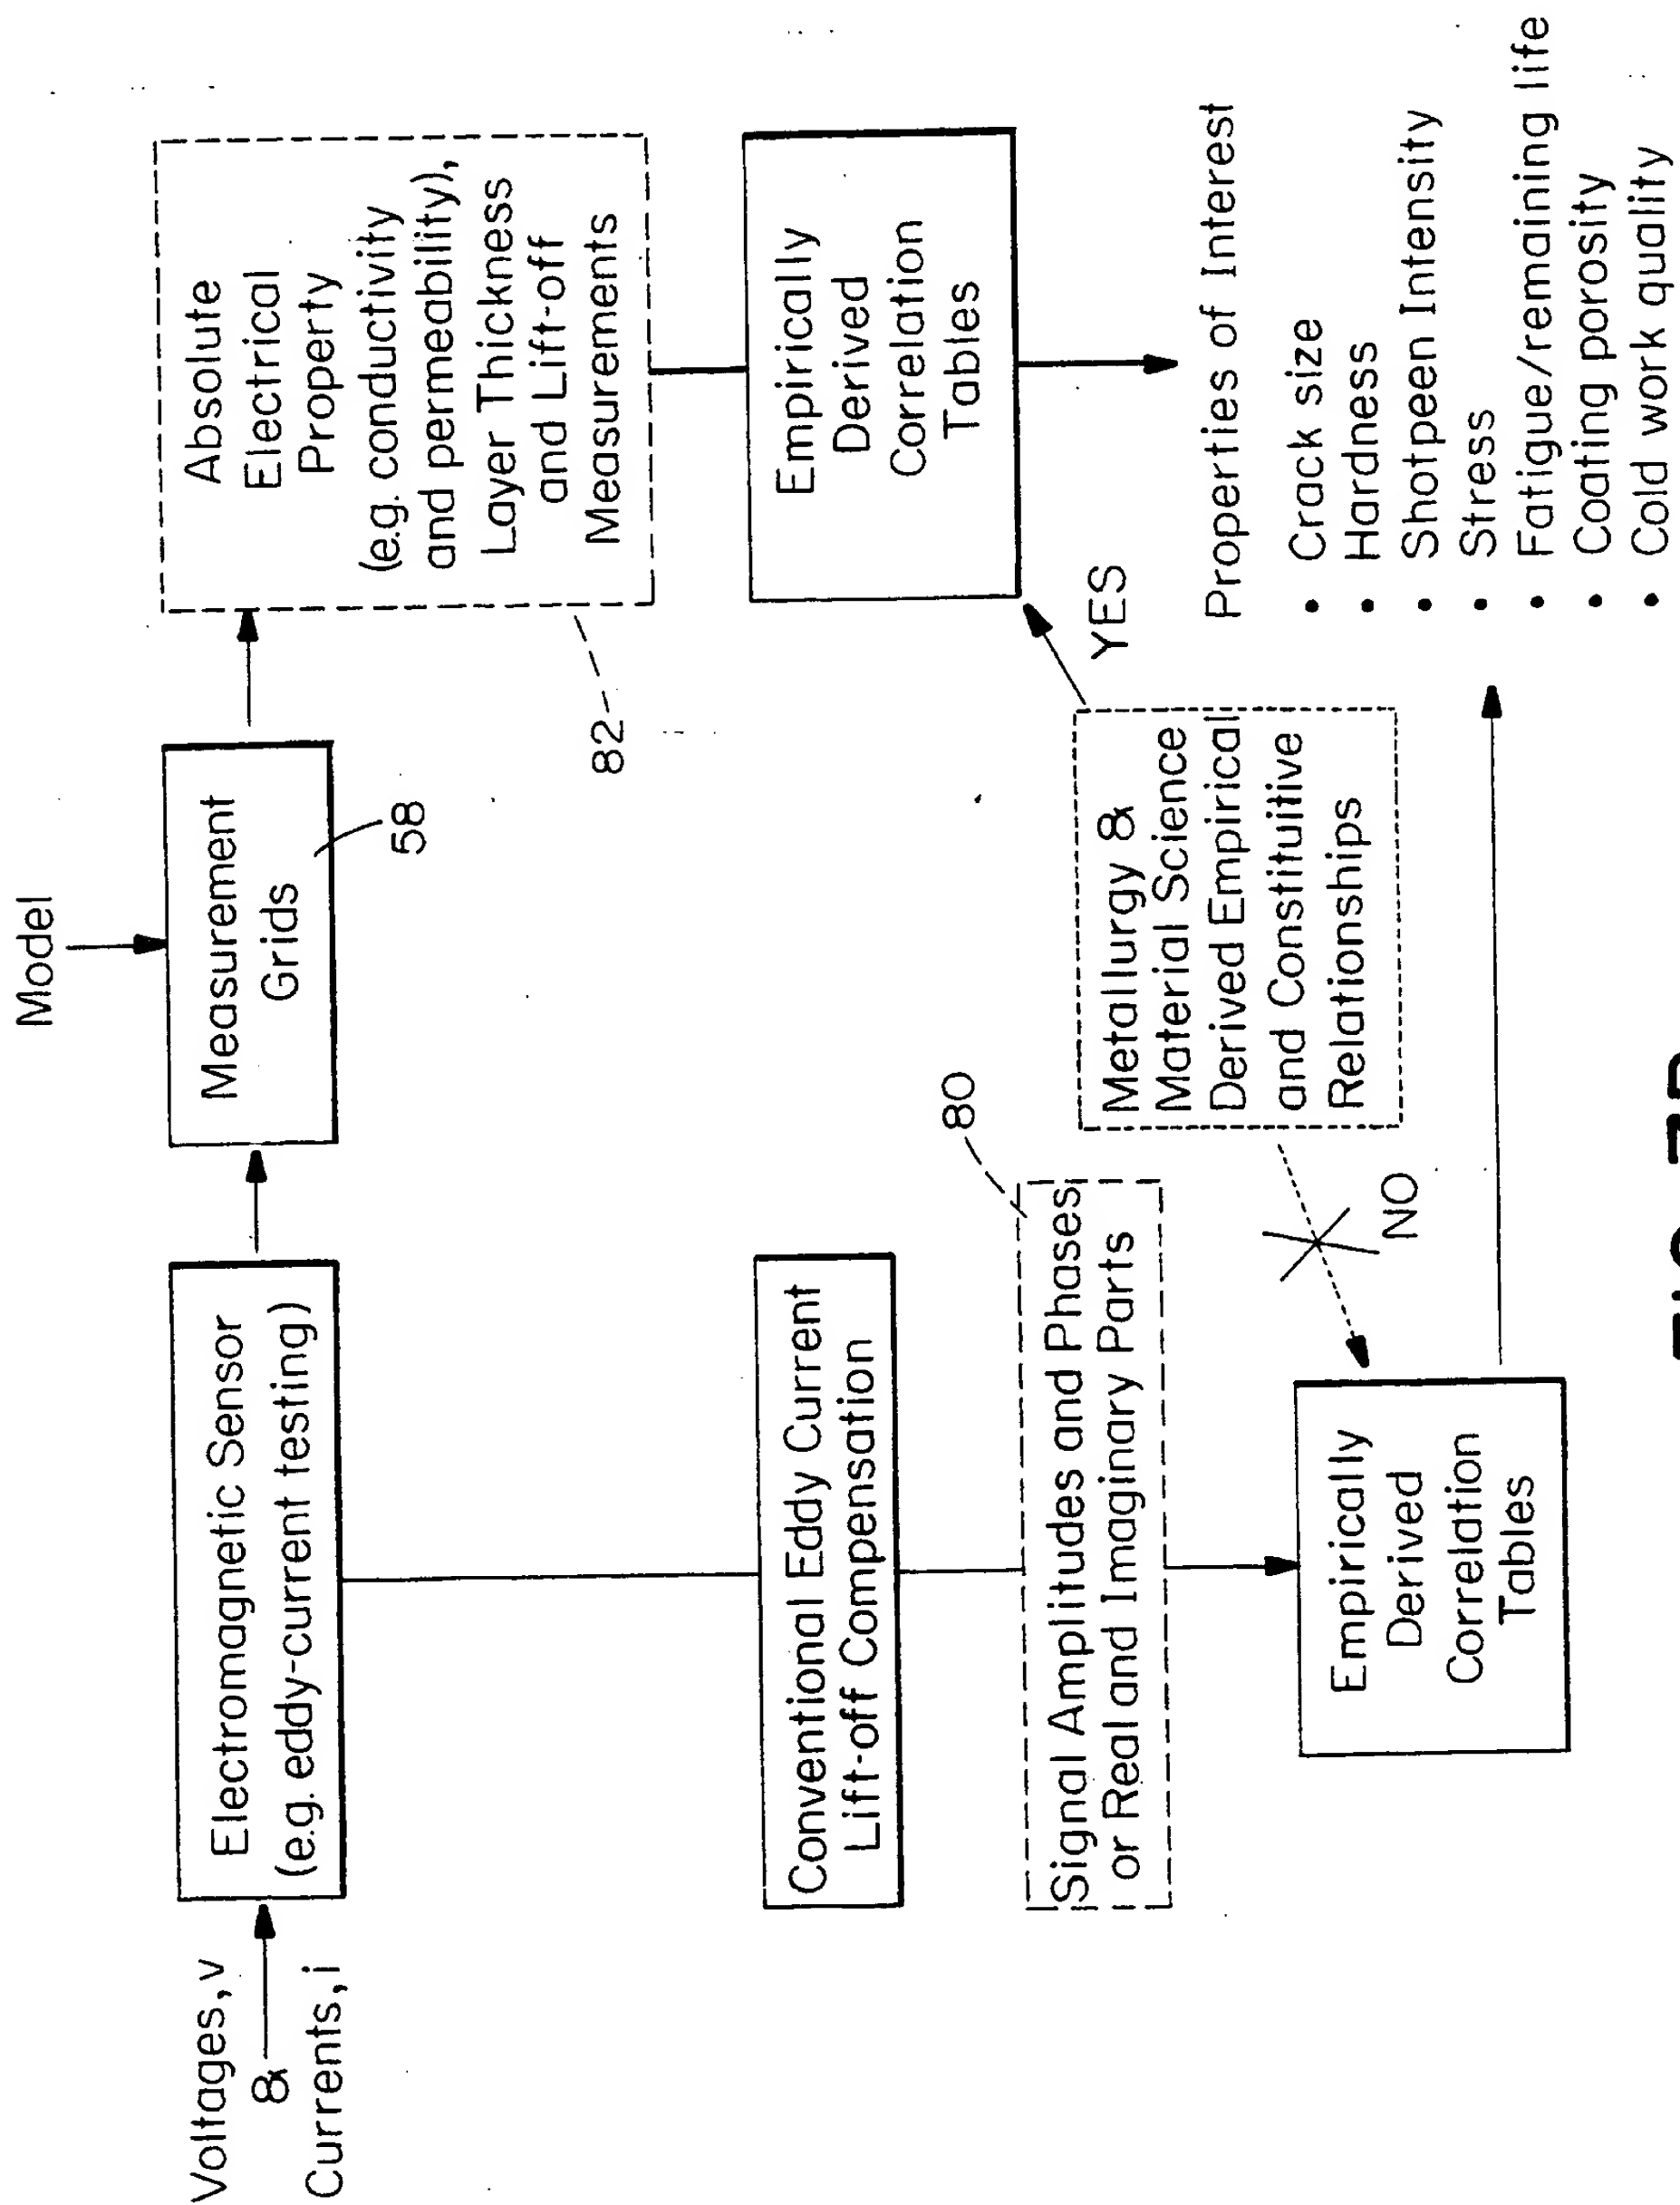 Model
Voltages,v
&
Currents,i
Electromagnetic Sensor
(e.g. eddy-current testing)
Measurement
Grids
58
Absolute
Electrical
Property
(e.g. conductivity
and permeability),
Layer Thickness
and Lift-off
Measurements
82
Conventional Eddy Current
Lift-off Compensation
Empirically
Derived
Correlation
Tables
80
Signal Amplitudes and Phases
or Real and Imaginary Parts
Metallurgy &
Material Science
Derived Empirical
and Constituitive
Relationships
YES
NO
Empirically
Derived
Correlation
Tables
Properties of Interest
• Crack size
• Hardness
• Shotpeen Intensity
• Stress
• Fatigue/remaining life
• Coating porosity
• Cold work quality